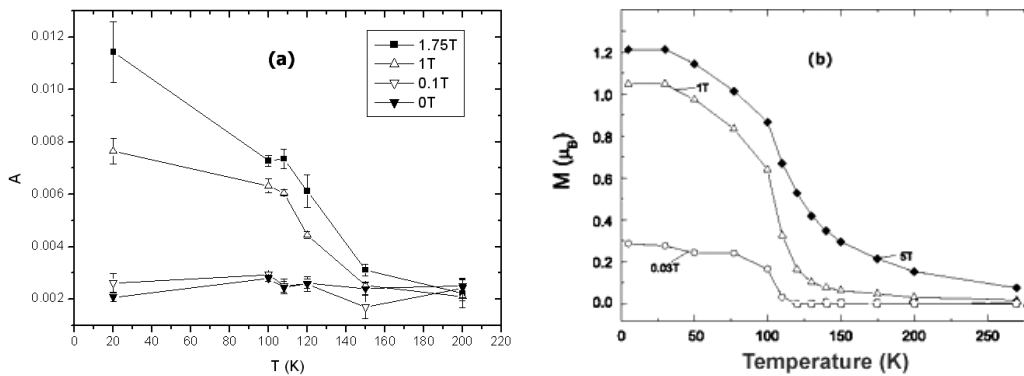 0.012
0.010
0.008
0.006
0.004
0.002
A
(a)
1.75T
1T
0.1T
0T
0 20 40 60 80 100 120 140 160 180 200 220
T (K)
1.2
1.0
0.8
0.6
0.4
0.2
0.0
M (μB)
(b)
1T
5T
0.03T
0 50 100 150 200 250
Temperature (K)